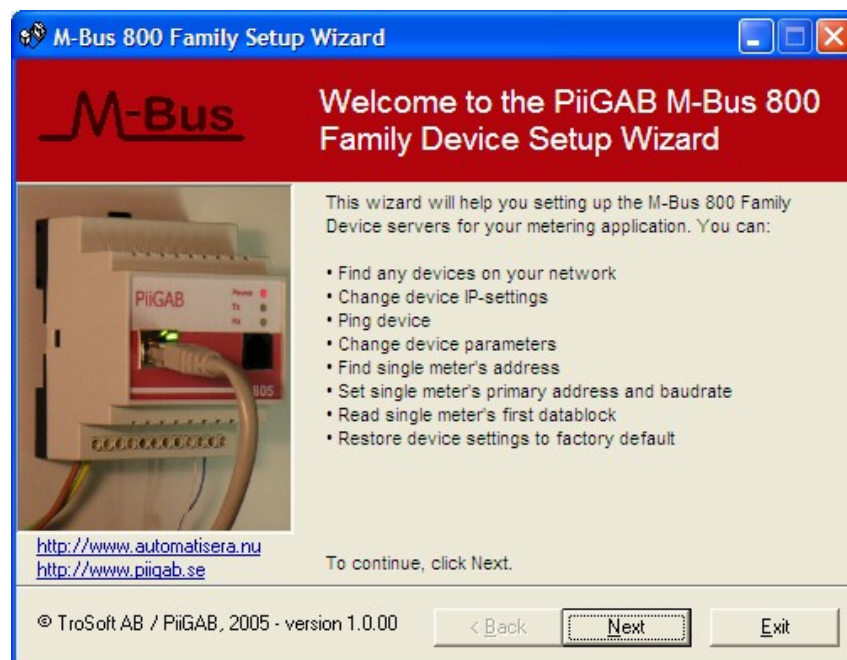 M-Bus 800 Family Setup Wizard
M-Bus
Welcome to the PiiGAB M-Bus 800
Family Device Setup Wizard
This wizard will help you setting up the M-Bus 800 Family
Device servers for your metering application. You can:
• Find any devices on your network
• Change device IP-settings
• Ping device
• Change device parameters
• Find single meter's address
• Set single meter's primary address and baudrate
• Read single meter's first datablock
• Restore device settings to factory default
PiiGAB
Power
Tx
Rx
805
http://www.automatisera.nu
http://www.piigab.se
To continue, click Next.
© TroSoft AB / PiiGAB, 2005 - version 1.0.00
< Back
Next
Exit